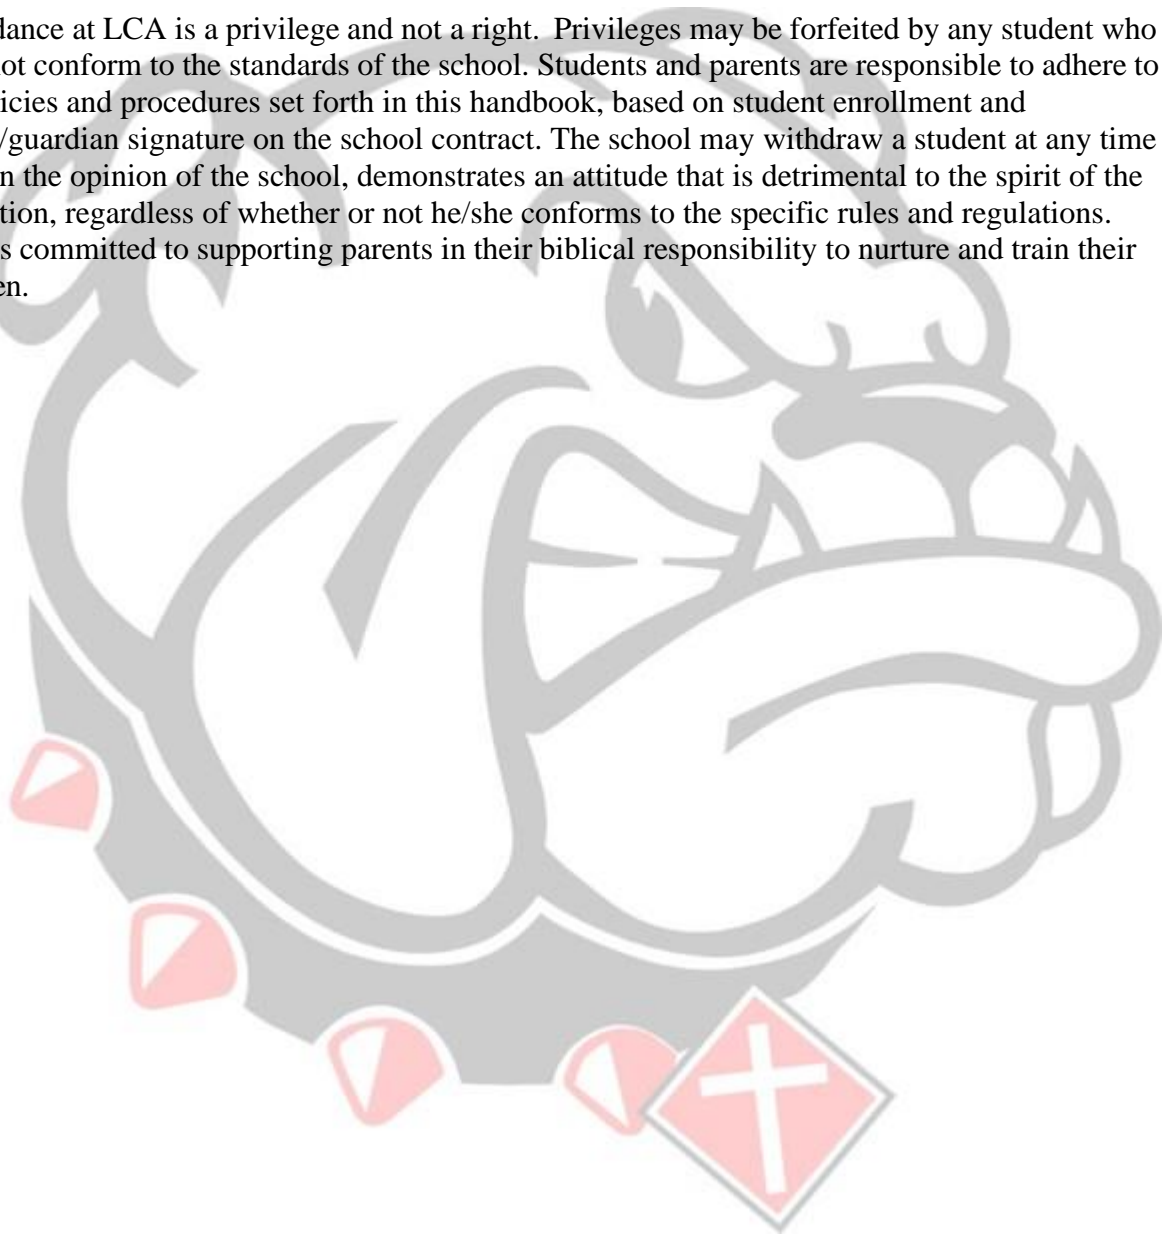 dance at LCA is a privilege and not a right. Privileges may be forfeited by any student who
ot conform to the standards of the school. Students and parents are responsible to adhere to
icies and procedures set forth in this handbook, based on student enrollment and
/guardian signature on the school contract. The school may withdraw a student at any time
n the opinion of the school, demonstrates an attitude that is detrimental to the spirit of the
tion, regardless of whether or not he/she conforms to the specific rules and regulations.
s committed to supporting parents in their biblical responsibility to nurture and train their
en.